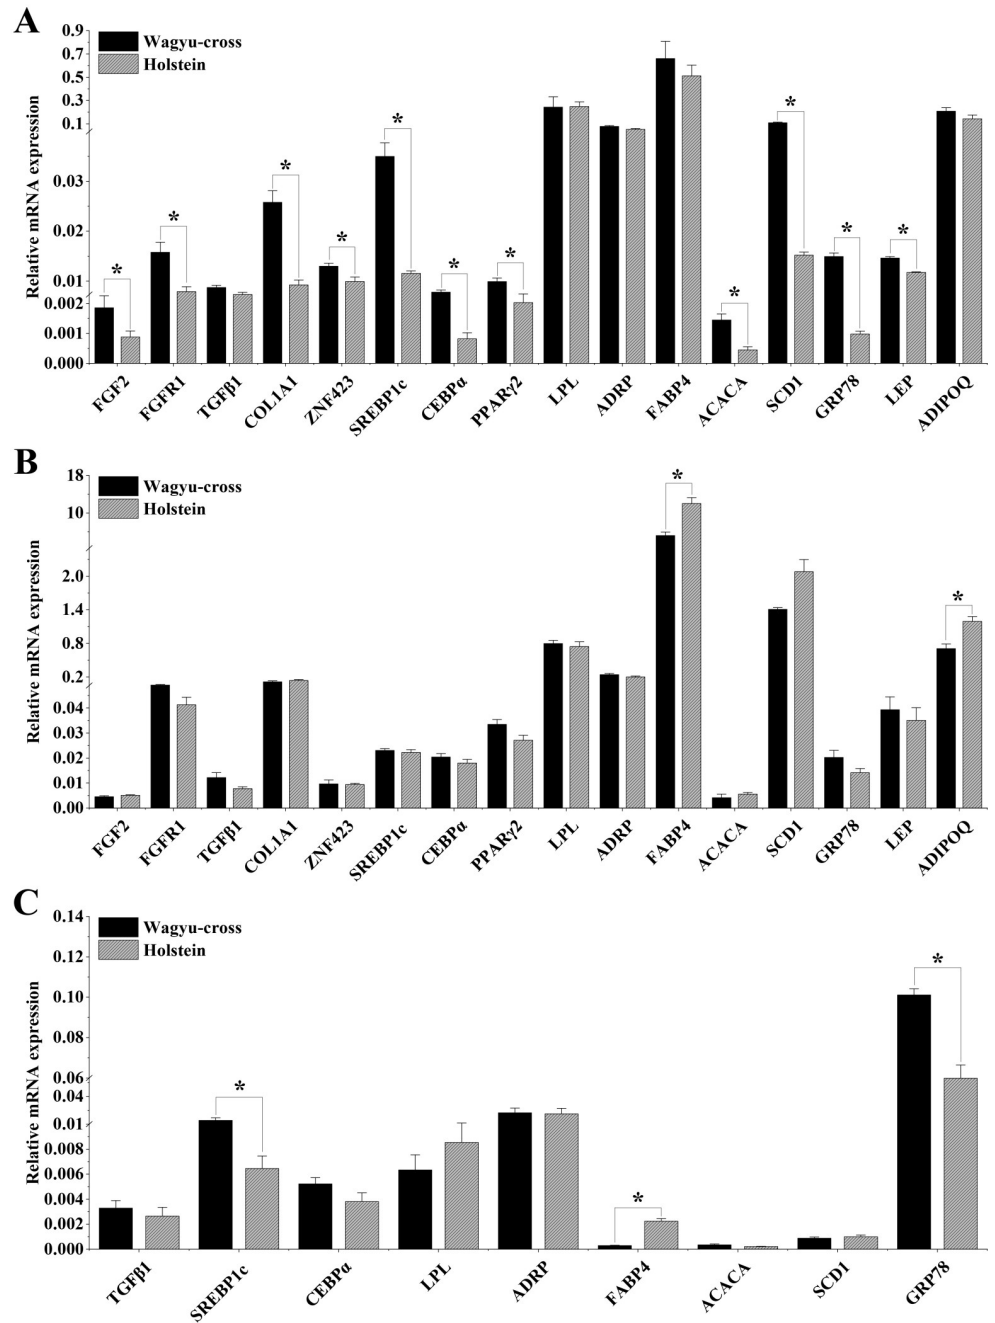 A
Wagyu-cross
Holstein
Relative mRNA expression
0.9
0.7
0.5
0.3
0.1
0.03
0.02
0.01
0.002
0.001
0.000
* * * * * * * * * * * *
FGF2 FGFR1 TGFβ1 COL1A1 ZNF423 SREBP1c CEBPα PPARγ2 LPL ADRP FABP4 ACACA SCD1 GRP78 LEP ADIPOQ
B
Wagyu-cross
Holstein
Relative mRNA expression
18
10
2.0
1.4
0.8
0.2
0.04
0.03
0.02
0.01
0.00
* *
FGF2 FGFR1 TGFβ1 COL1A1 ZNF423 SREBP1c CEBPα PPARγ2 LPL ADRP FABP4 ACACA SCD1 GRP78 LEP ADIPOQ
C
Wagyu-cross
Holstein
Relative mRNA expression
0.14
0.12
0.10
0.08
0.06
0.04
0.01
0.008
0.006
0.004
0.002
0.000
* * *
TGFβ1 SREBP1c CEBPα LPL ADRP FABP4 ACACA SCD1 GRP78